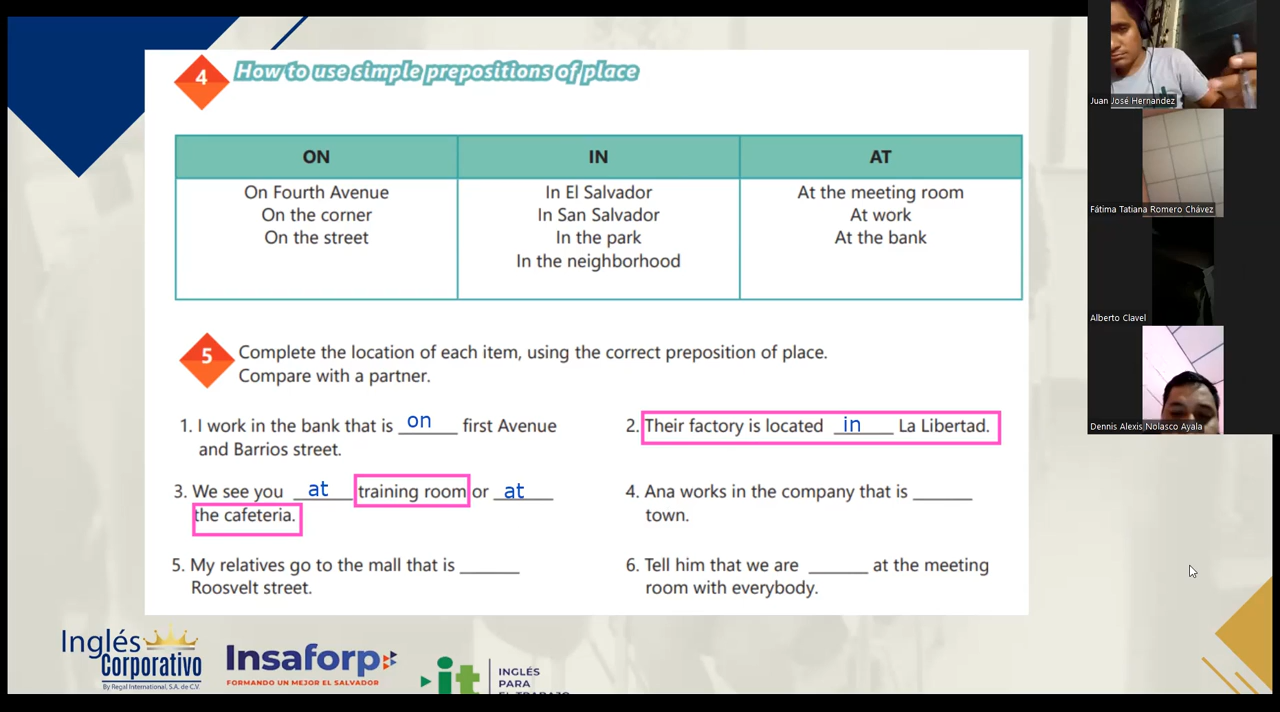 4 How to use simple prepositions of place
ON IN AT
On Fourth Avenue In El Salvador At the meeting room
On the corner In San Salvador At work
On the street In the park At the bank
In the neighborhood
5 Complete the location of each item, using the correct preposition of place.
Compare with a partner.
1. I work in the bank that is on first Avenue
and Barrios street.
2. Their factory is located in La Libertad.
3. We see you at training room or at
the cafeteria.
4. Ana works in the company that is ______
town.
5. My relatives go to the mall that is ______
Roosvelt street.
6. Tell him that we are ______ at the meeting
room with everybody.
Inglés
Corporativo
By Regal International, S.A. de C.V.
Insaforp
FORMANDO UN MEJOR EL SALVADOR
it
INGLÉS
PARA
EL TRABAJO
Juan José Hernandez
Fátima Tatiana Romero Chávez
Alberto Clavel
Dennis Alexis Nolasco Ayala